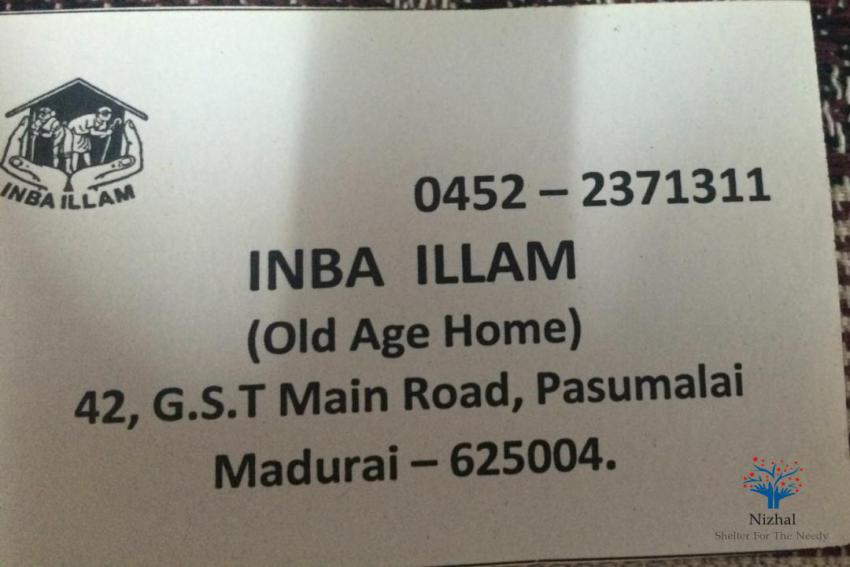 INBA ILLAM
0452 – 2371311
INBA ILLAM
(Old Age Home)
42, G.S.T Main Road, Pasumalai
Madurai – 625004.
Nizhal
Shelter For The Needy